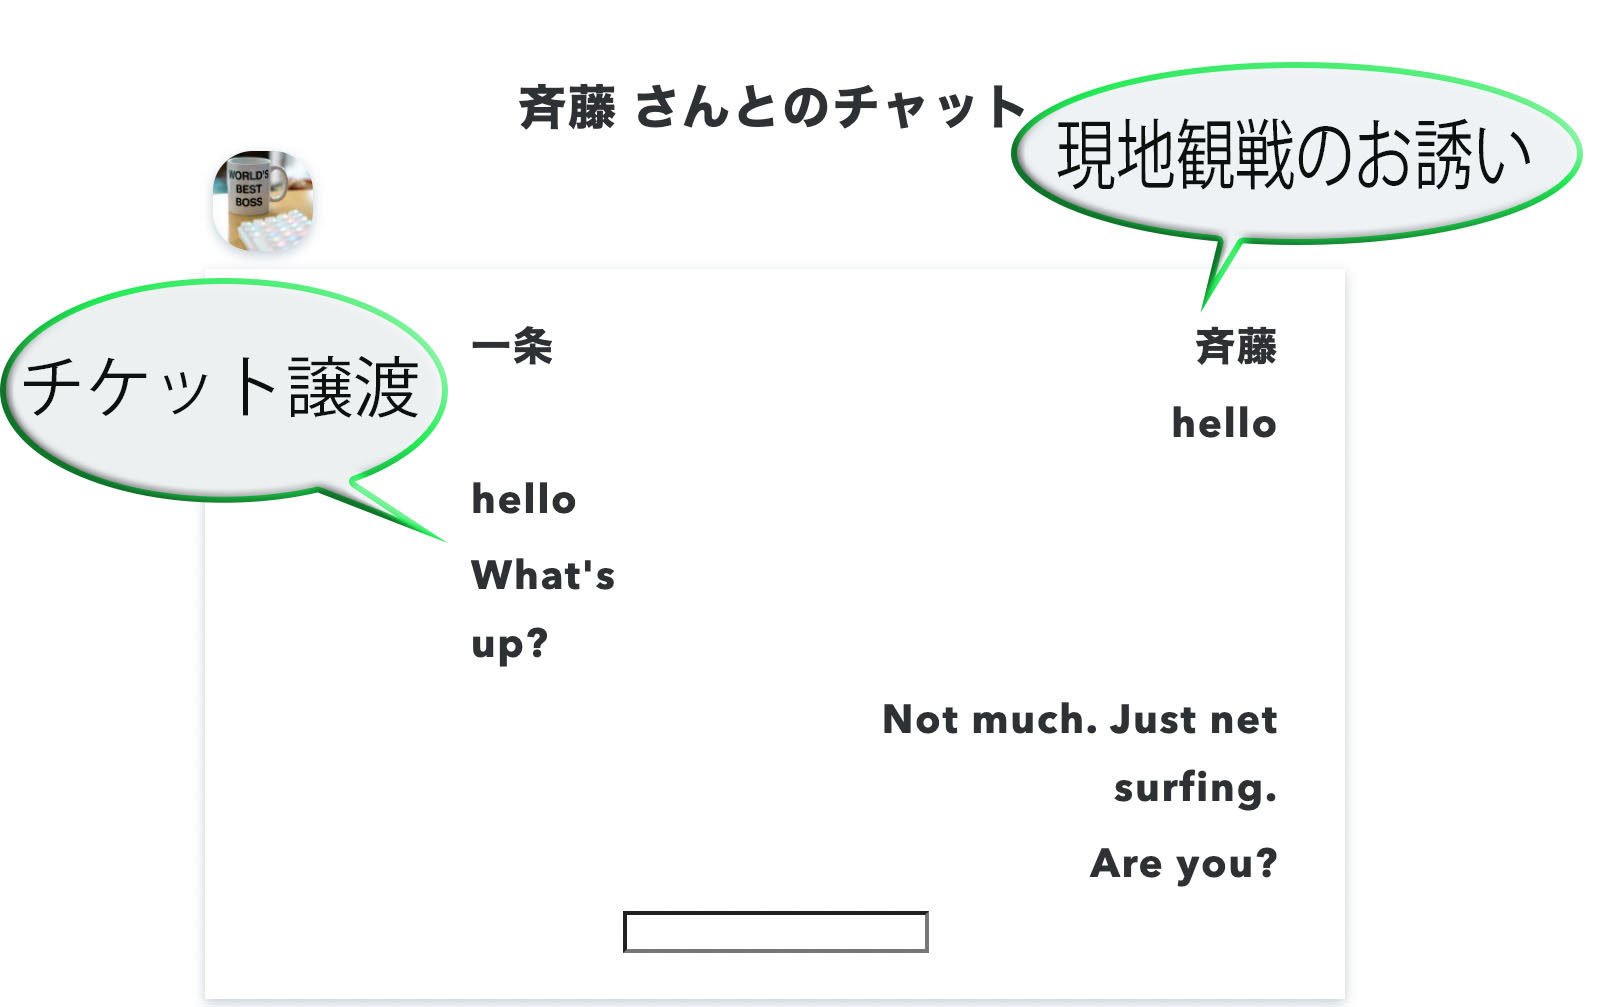 斉藤 さんとのチャット
現地観戦のお誘い
WORLD'S
BEST
BOSS
チケット譲渡
一条
斉藤
hello
hello
What's
up?
Not much. Just net
surfing.
Are you?